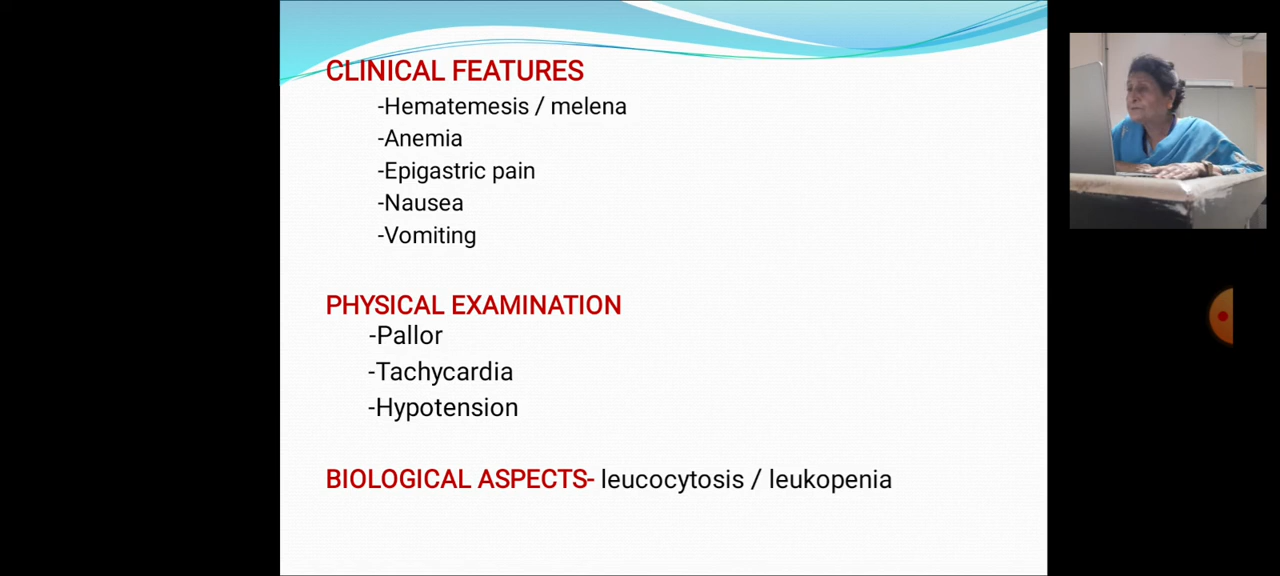 CLINICAL FEATURES
-Hematemesis / melena
-Anemia
-Epigastric pain
-Nausea
-Vomiting
PHYSICAL EXAMINATION
-Pallor
-Tachycardia
-Hypotension
BIOLOGICAL ASPECTS- leucocytosis / leukopenia